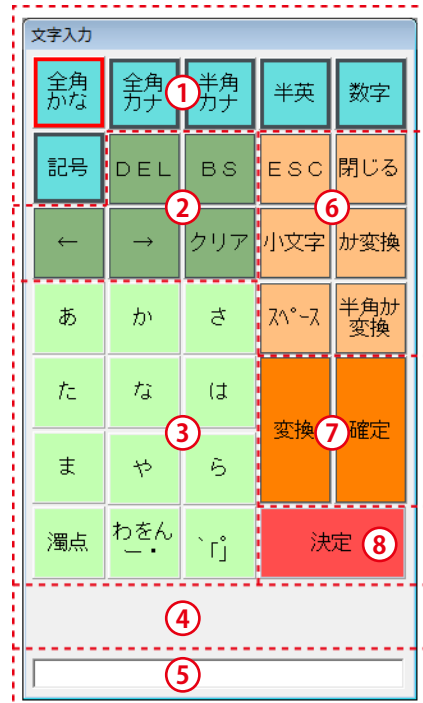 文字入力
全角
かな
全角
カナ
①
半角
カナ
半英
数字
記号
DEL
BS
ESC
閉じる
②
⑥
←
→
クリア
小文字
ｶﾅ変換
あ
か
さ
ｽﾍﾟｰｽ
半角ｶﾅ
変換
た
な
は
③
変換
⑦
確定
ま
や
ら
濁点
わをん
ー・
、「」
決定
⑧
④
⑤